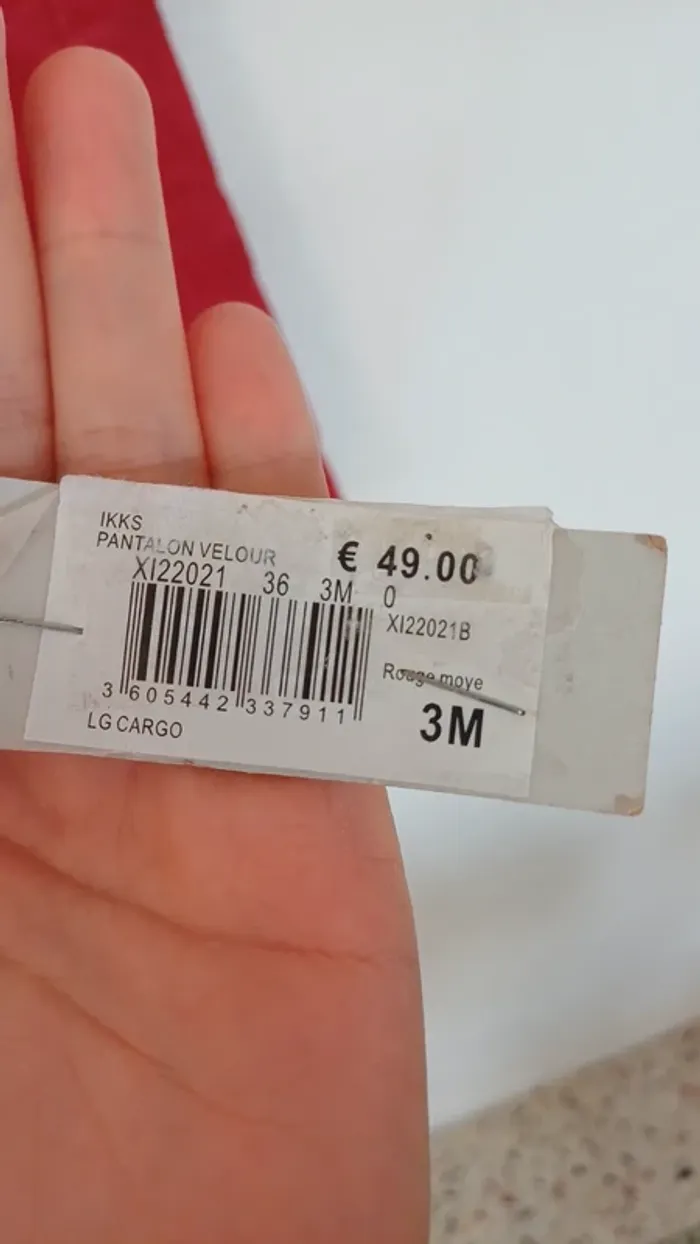 IKKS
PANTALON VELOUR
€ 49.00
XI22021 36 3M 0
XI22021B
Rouge moye
3 605442 337911
3M
LG CARGO